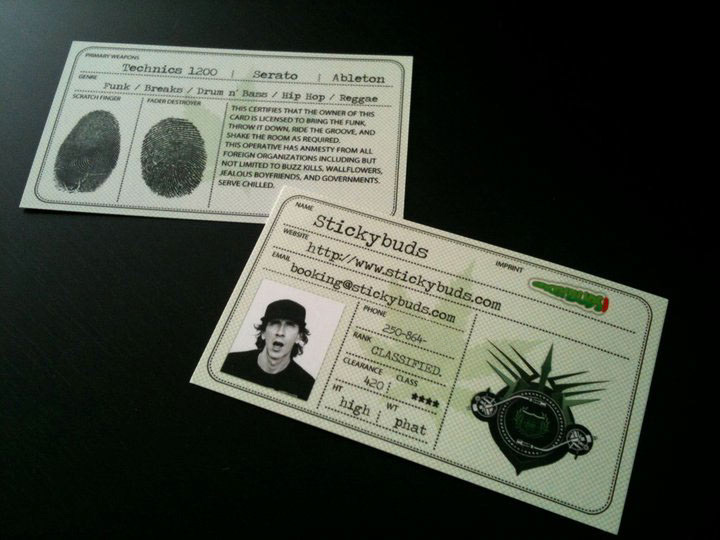 PRIMARY WEAPONS
Technics 1200 | Serato | Ableton
GENRE
Funk / Breaks / Drum n' Bass / Hip Hop / Reggae
SCRATCH FINGER
FADER DESTROYER
THIS CERTIFIES THAT THE OWNER OF THIS
CARD IS LICENSED TO BRING THE FUNK,
THROW IT DOWN, RIDE THE GROOVE, AND
SHAKE THE ROOM AS REQUIRED.
THIS OPERATIVE HAS ANMESTY FROM ALL
FOREIGN ORGANIZATIONS INCLUDING BUT
NOT LIMITED TO BUZZ KILLS, WALLFLOWERS,
JEALOUS BOYFRIENDS, AND GOVERNMENTS.
SERVE CHILLED.
NAME
Stickybuds
IMPRINT
WEBSITE
http://www.stickybuds.com
EMAIL
booking@stickybuds.com
PHONE
250-864-
RANK
CLASSIFIED.
CLEARANCE
420
CLASS
****
HT
high
WT
phat